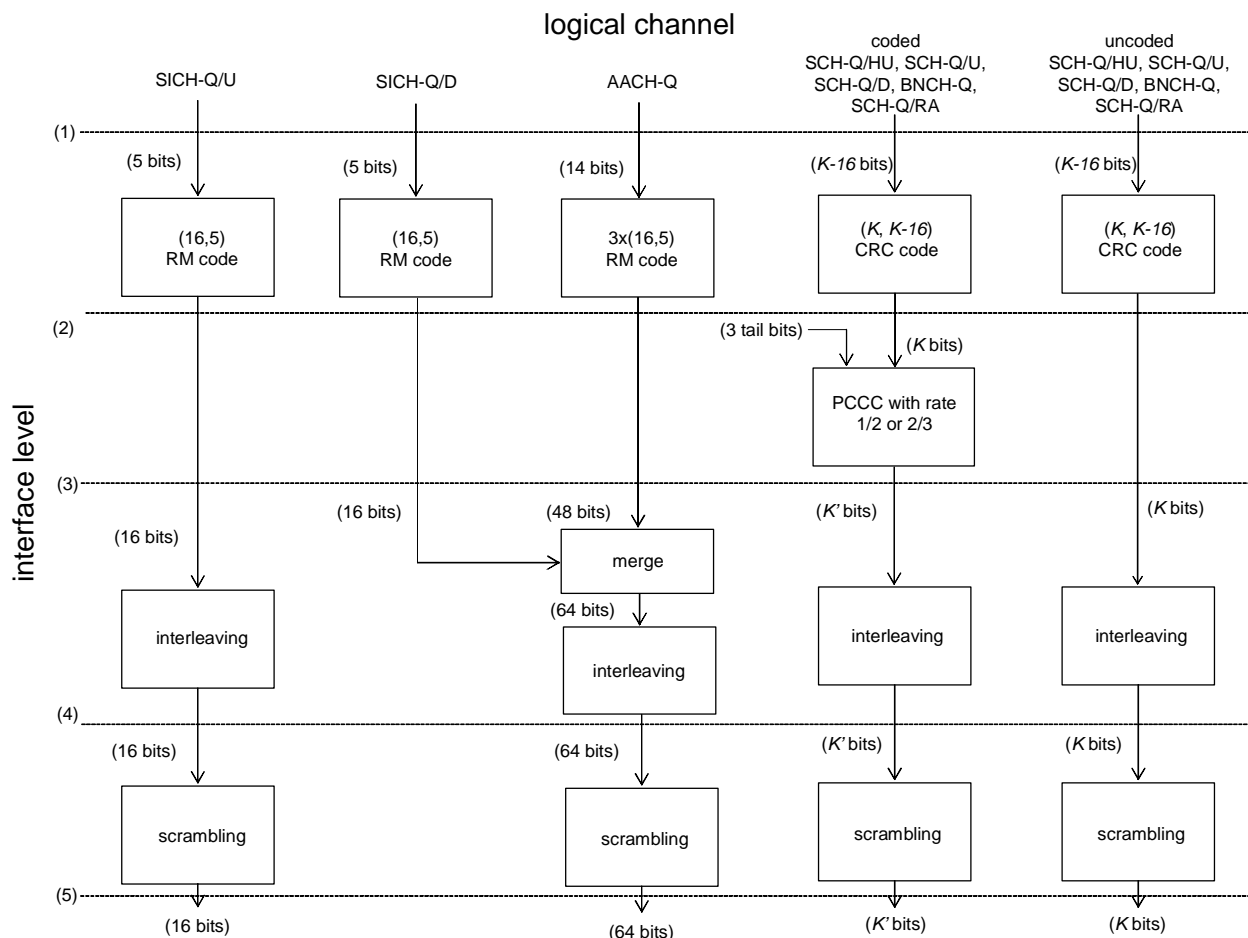 logical channel
SICH-Q/U
SICH-Q/D
AACH-Q
coded
SCH-Q/HU, SCH-Q/U,
SCH-Q/D, BNCH-Q,
SCH-Q/RA
uncoded
SCH-Q/HU, SCH-Q/U,
SCH-Q/D, BNCH-Q,
SCH-Q/RA
(1)
(5 bits)
(5 bits)
(14 bits)
(K-16 bits)
(K-16 bits)
(16,5)
RM code
(16,5)
RM code
3x(16,5)
RM code
(K, K-16)
CRC code
(K, K-16)
CRC code
(2)
(3 tail bits)
(K bits)
PCCC with rate
1/2 or 2/3
interface level
(3)
(16 bits)
(16 bits)
(48 bits)
(K' bits)
(K bits)
merge
(64 bits)
interleaving
interleaving
interleaving
interleaving
(4)
(16 bits)
(64 bits)
(K' bits)
(K bits)
scrambling
scrambling
scrambling
scrambling
(5)
(16 bits)
(64 bits)
(K' bits)
(K bits)